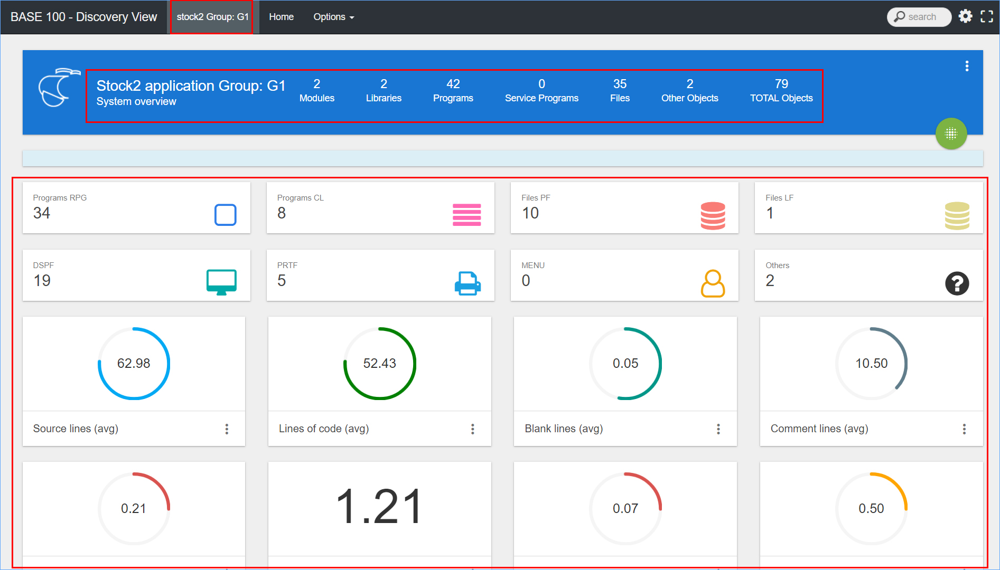 BASE 100 - Discovery View
stock2 Group: G1
Home
Options
search
Stock2 application Group: G1
System overview
2
Modules
2
Libraries
42
Programs
0
Service Programs
35
Files
2
Other Objects
79
TOTAL Objects
Programs RPG
34
Programs CL
8
Files PF
10
Files LF
1
DSPF
19
PRTF
5
MENU
0
Others
2
62.98
Source lines (avg)
52.43
Lines of code (avg)
0.05
Blank lines (avg)
10.50
Comment lines (avg)
0.21
1.21
0.07
0.50